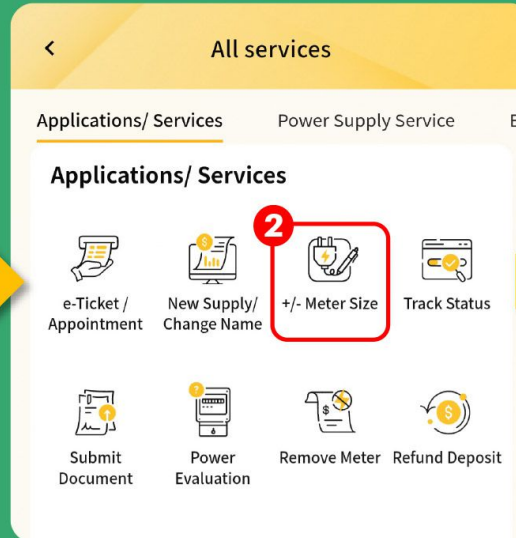 All services
Applications/ Services
Power Supply Service
Applications/ Services
2
e-Ticket /
Appointment
New Supply/
Change Name
+/- Meter Size
Track Status
Submit
Document
Power
Evaluation
Remove Meter
Refund Deposit